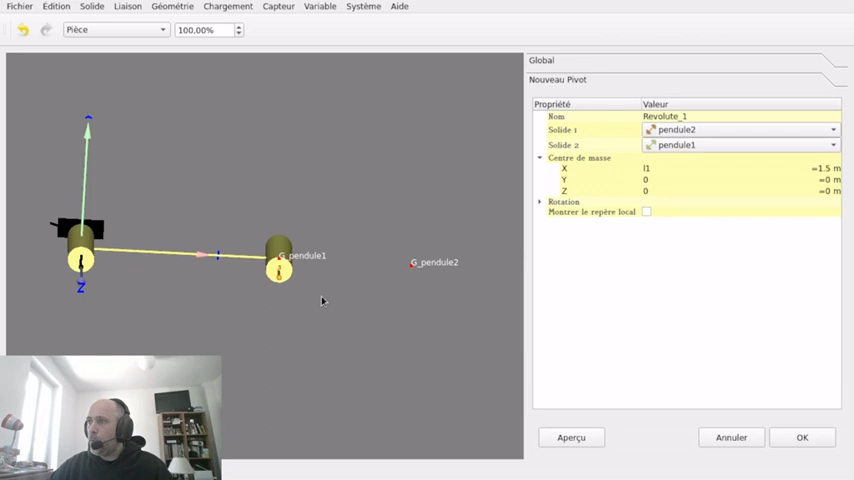 Fichier Édition Solide Liaison Géométrie Chargement Capteur Variable Système Aide
Pièce 100.00%
Global
Nouveau Pivot
Propriété Valeur
Nom Revolute_1
Solide 1 pendule2
Solide 2 pendule1
Centre de masse
X l1 =1.5 m
Y 0 =0 m
Z 0 =0 m
Rotation
Montrer le repère local
G_pendule1
G_pendule2
Z
Aperçu Annuler OK